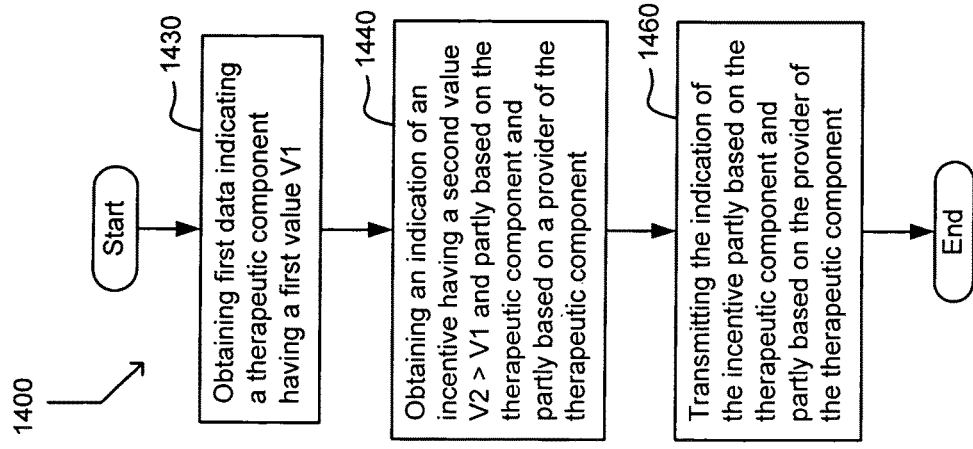 1400
Start
1430
Obtaining first data indicating
a therapeutic component
having a first value V1
1440
Obtaining an indication of an
incentive having a second value
V2 > V1 and partly based on the
therapeutic component and
partly based on a provider of the
therapeutic component
1460
Transmitting the indication of
the incentive partly based on the
therapeutic component and
partly based on the provider of
the therapeutic component
End